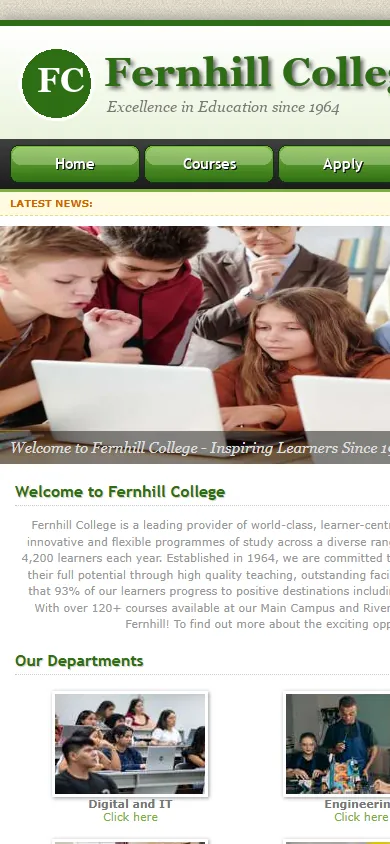 FC
Fernhill Colleg
Excellence in Education since 1964
Home Courses Apply
LATEST NEWS:
Welcome to Fernhill College - Inspiring Learners Since 19
Welcome to Fernhill College
Fernhill College is a leading provider of world-class, learner-centr
innovative and flexible programmes of study across a diverse rang
4,200 learners each year. Established in 1964, we are committed t
their full potential through high quality teaching, outstanding facil
that 93% of our learners progress to positive destinations includin
With over 120+ courses available at our Main Campus and River
Fernhill! To find out more about the exciting opp
Our Departments
Digital and IT
Click here
Engineerin
Click here